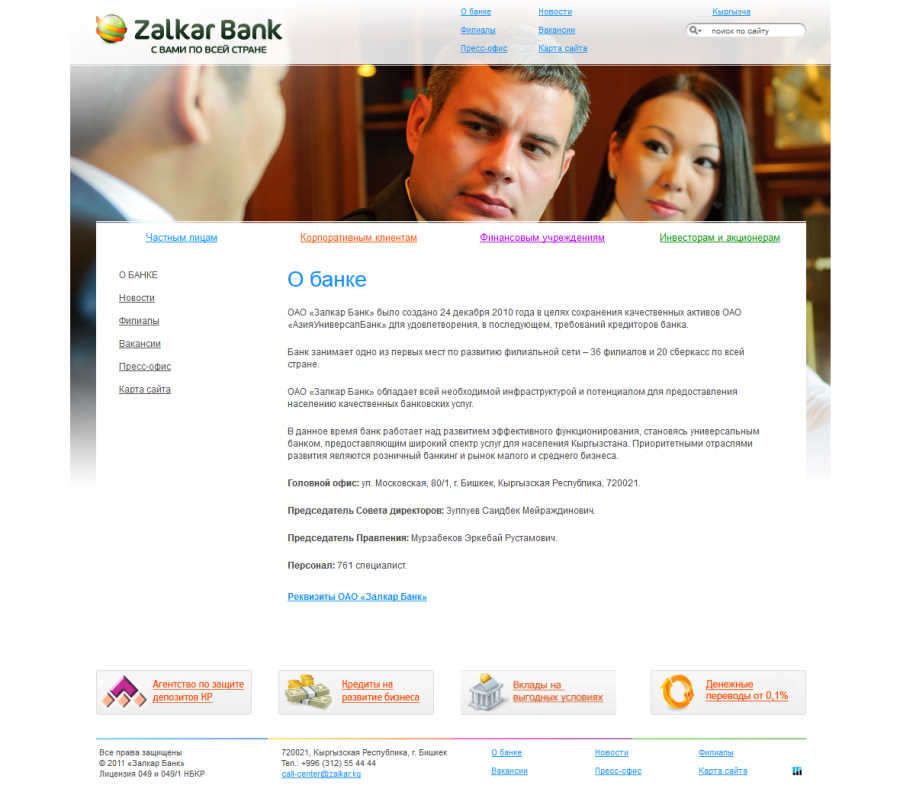 Zalkar Bank
С ВАМИ ПО ВСЕЙ СТРАНЕ
О банке
Новости
Кыргызча
Филиалы
Вакансии
поиск по сайту
Пресс-офис
Карта сайта
Частным лицам
Корпоративным клиентам
Финансовым учреждениям
Инвесторам и акционерам
О БАНКЕ
Новости
Филиалы
Вакансии
Пресс-офис
Карта сайта
О банке
ОАО «Залкар Банк» было создано 24 декабря 2010 года в целях сохранения качественных активов ОАО
«АзияУниверсалБанк» для удовлетворения, в последующем, требований кредиторов банка.
Банк занимает одно из первых мест по развитию филиальной сети – 36 филиалов и 20 сберкасс по всей
стране.
ОАО «Залкар Банк» обладает всей необходимой инфраструктурой и потенциалом для предоставления
населению качественных банковских услуг.
В данное время банк работает над развитием эффективного функционирования, становясь универсальным
банком, предоставляющим широкий спектр услуг для населения Кыргызстана. Приоритетными отраслями
развития являются розничный банкинг и рынок малого и среднего бизнеса.
Головной офис: ул. Московская, 80/1, г. Бишкек, Кыргызская Республика, 720021.
Председатель Совета директоров: Зулпуев Саидбек Мейраждинович.
Председатель Правления: Мурзабеков Эркебай Рустамович.
Персонал: 761 специалист.
Реквизиты ОАО «Залкар Банк»
Агентство по защите
депозитов КР
Кредиты на
развитие бизнеса
Вклады на
выгодных условиях
Денежные
переводы от 0,1%
Все права защищены
© 2011 «Залкар Банк»
Лицензия 049 и 049/1 НБКР
720021, Кыргызская Республика, г. Бишкек
Тел.: +996 (312) 55 44 44
call-center@zalkar.kg
О банке
Новости
Филиалы
Вакансии
Пресс-офис
Карта сайта